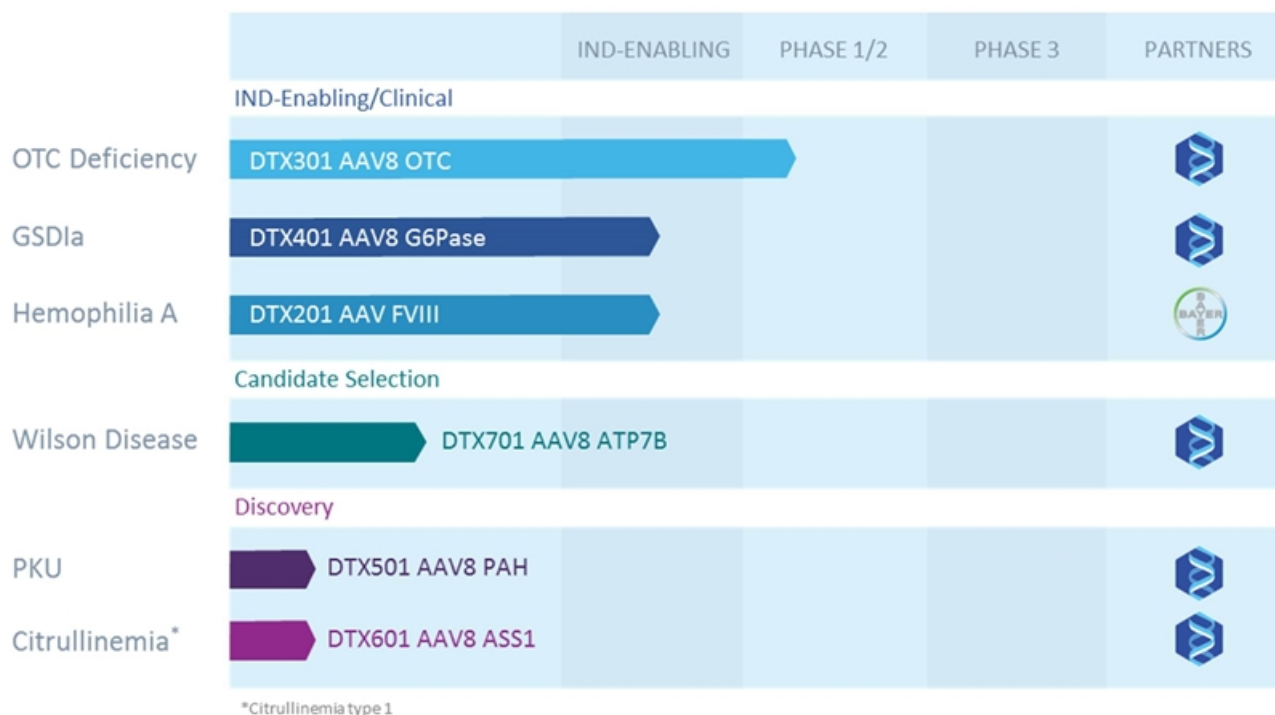 IND-ENABLING PHASE 1/2 PHASE 3 PARTNERS
IND-Enabling/Clinical
OTC Deficiency DTX301 AAV8 OTC
GSDIa DTX401 AAV8 G6Pase
Hemophilia A DTX201 AAV FVIII BAYER BAYER
Candidate Selection
Wilson Disease DTX701 AAV8 ATP7B
Discovery
PKU DTX501 AAV8 PAH
Citrullinemia* DTX601 AAV8 ASS1
*Citrullinemia type 1